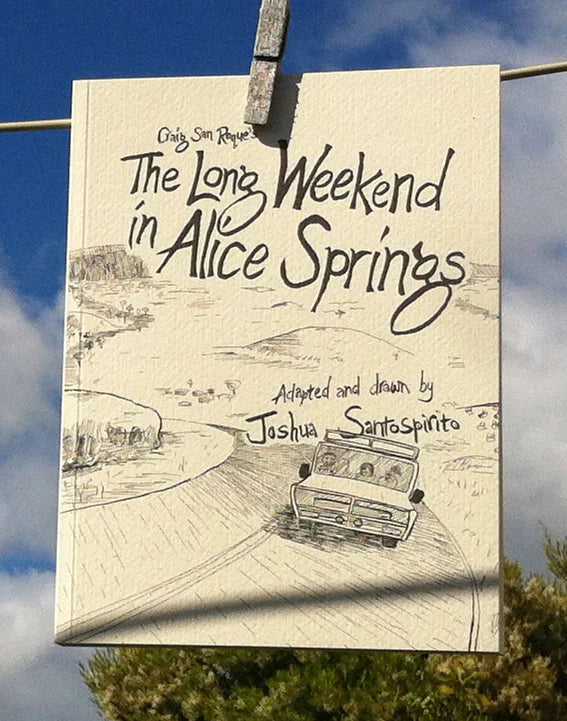 Craig San Roque's
The Long Weekend
in Alice Springs
Adapted and drawn by
Joshua Santospirito